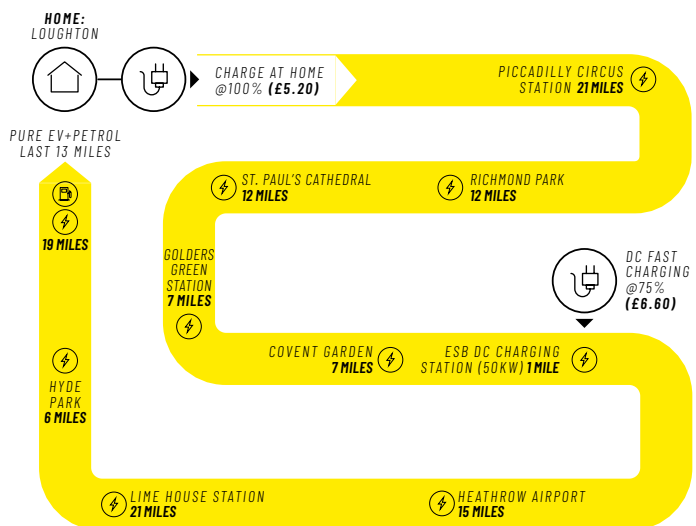 HOME:
LOUGHTON
CHARGE AT HOME
@100% (£5.20)
PICCADILLY CIRCUS
STATION 21 MILES
RICHMOND PARK
12 MILES
ST. PAUL'S CATHEDRAL
12 MILES
GOLDERS
GREEN
STATION
7 MILES
COVENT GARDEN
7 MILES
ESB DC CHARGING
STATION (50KW) 1 MILE
DC FAST
CHARGING
@75%
(£6.60)
HEATHROW AIRPORT
15 MILES
LIME HOUSE STATION
21 MILES
HYDE
PARK
6 MILES
19 MILES
PURE EV+PETROL
LAST 13 MILES